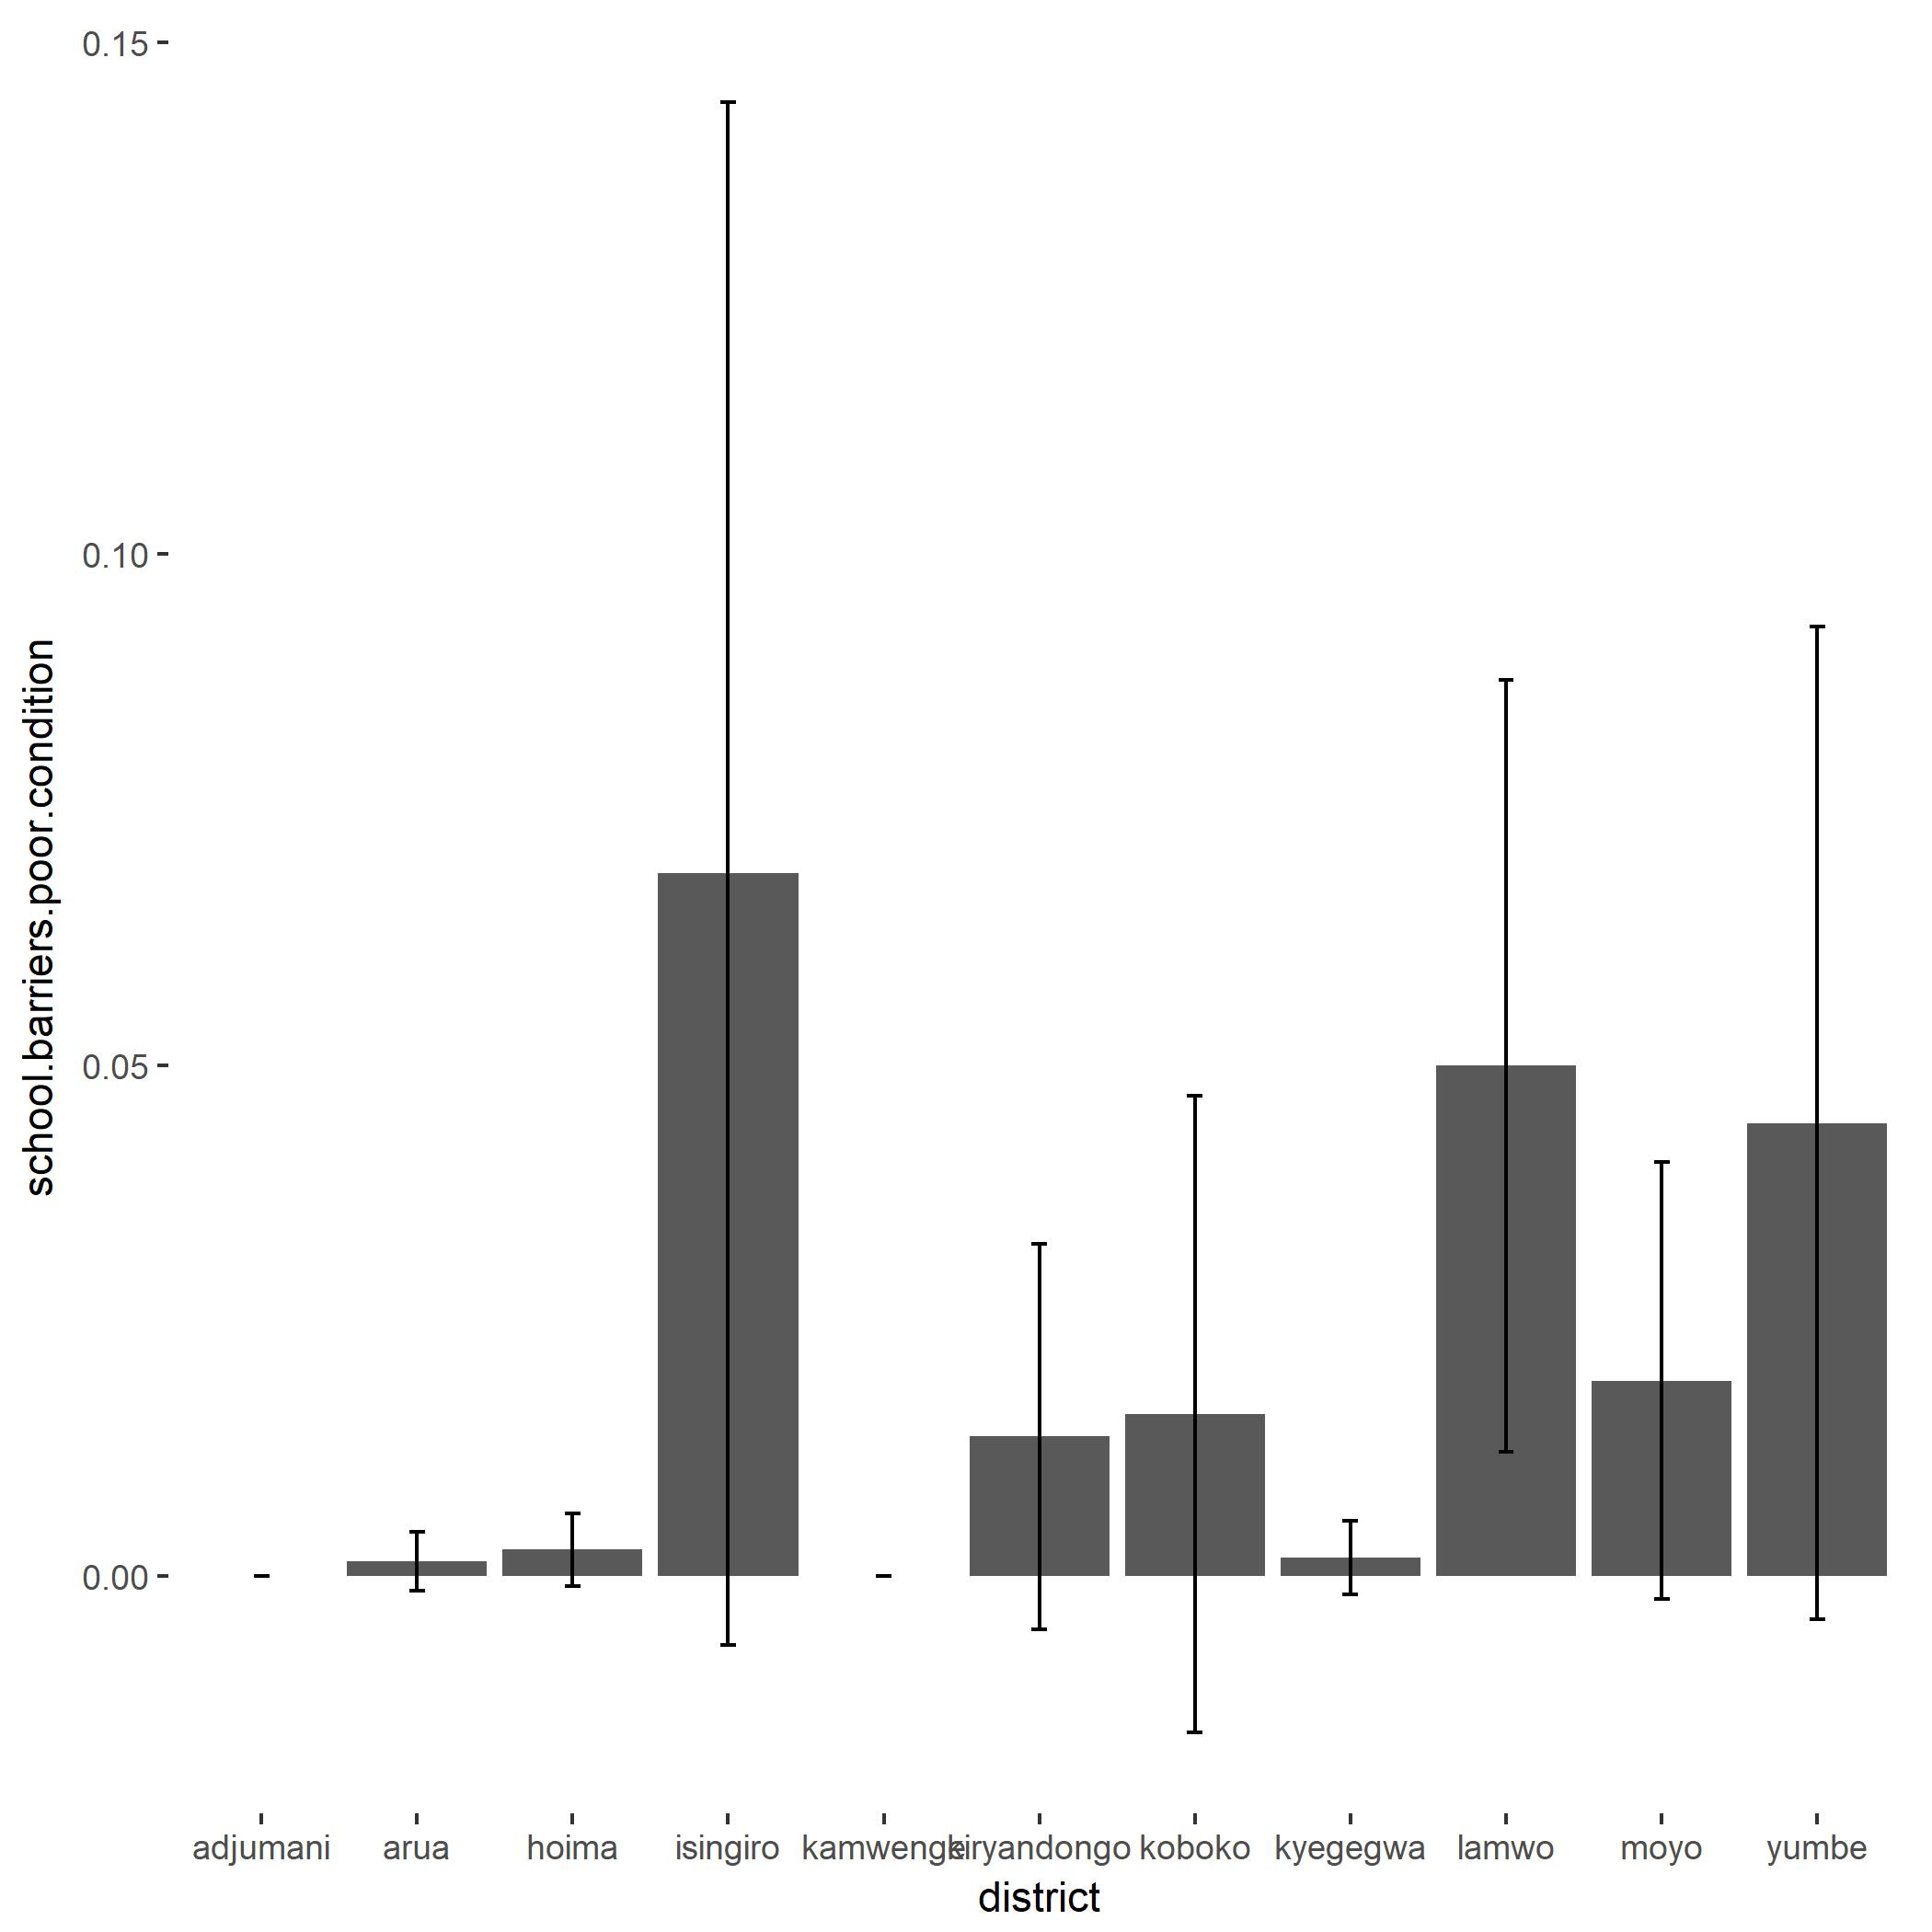 0.15
0.10
0.05
0.00
school.barriers.poor.condition
adjumani arua hoima isingiro kamwenge kiryandongo koboko kyegegwa lamwo moyo yumbe
district